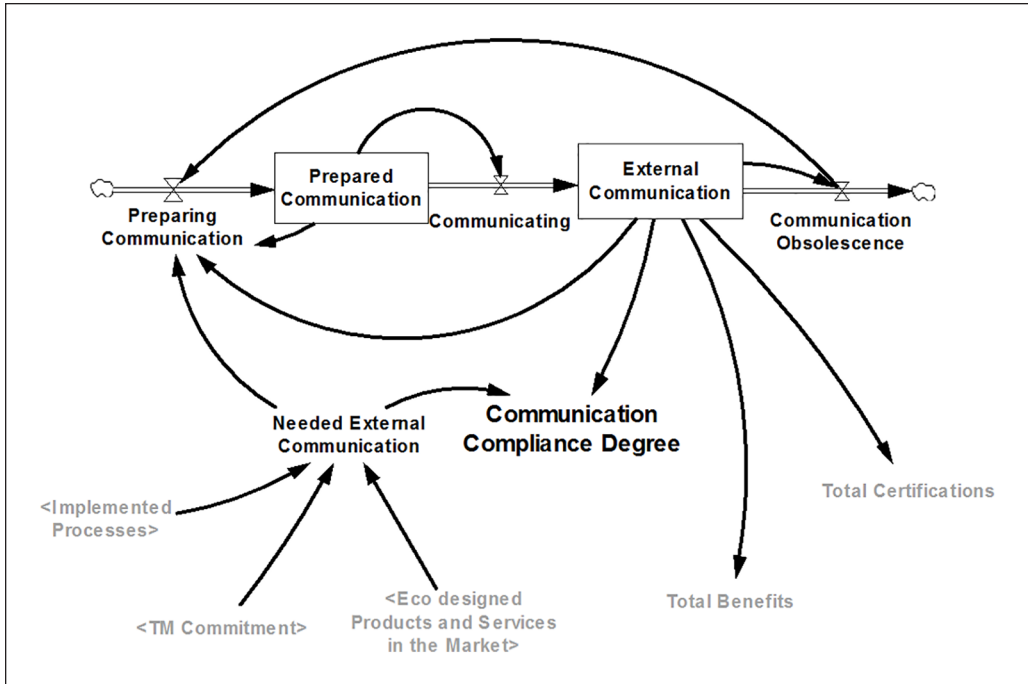 Prepared
Communication
External
Communication
Preparing
Communication
Communicating
Communication
Obsolescence
Needed External
Communication
Communication
Compliance Degree
<Implemented
Processes>
Total Certifications
<TM Commitment>
<Eco designed
Products and Services
in the Market>
Total Benefits